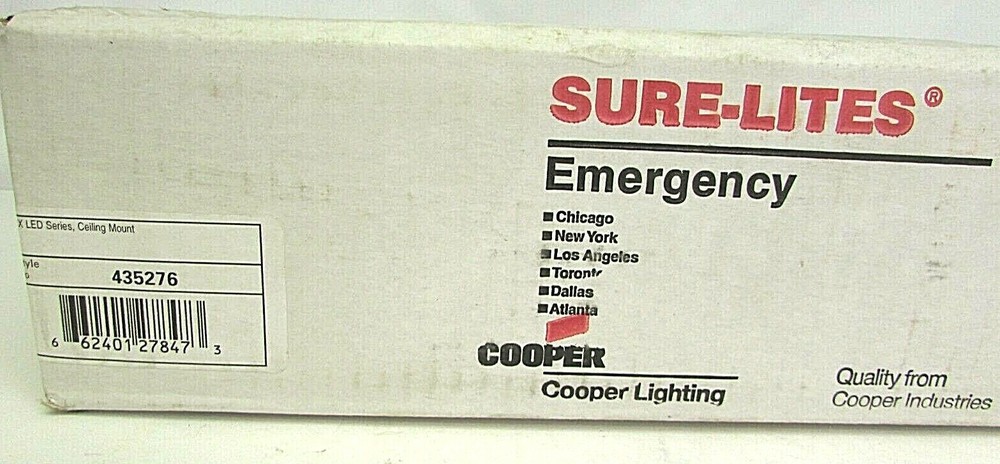 SURE-LITES®
Emergency
Chicago
New York
Los Angeles
Toronto
Dallas
Atlanta
COOPER
Cooper Lighting
Quality from
Cooper Industries
X LED Series, Ceiling Mount
435276
6 62401 27847 3